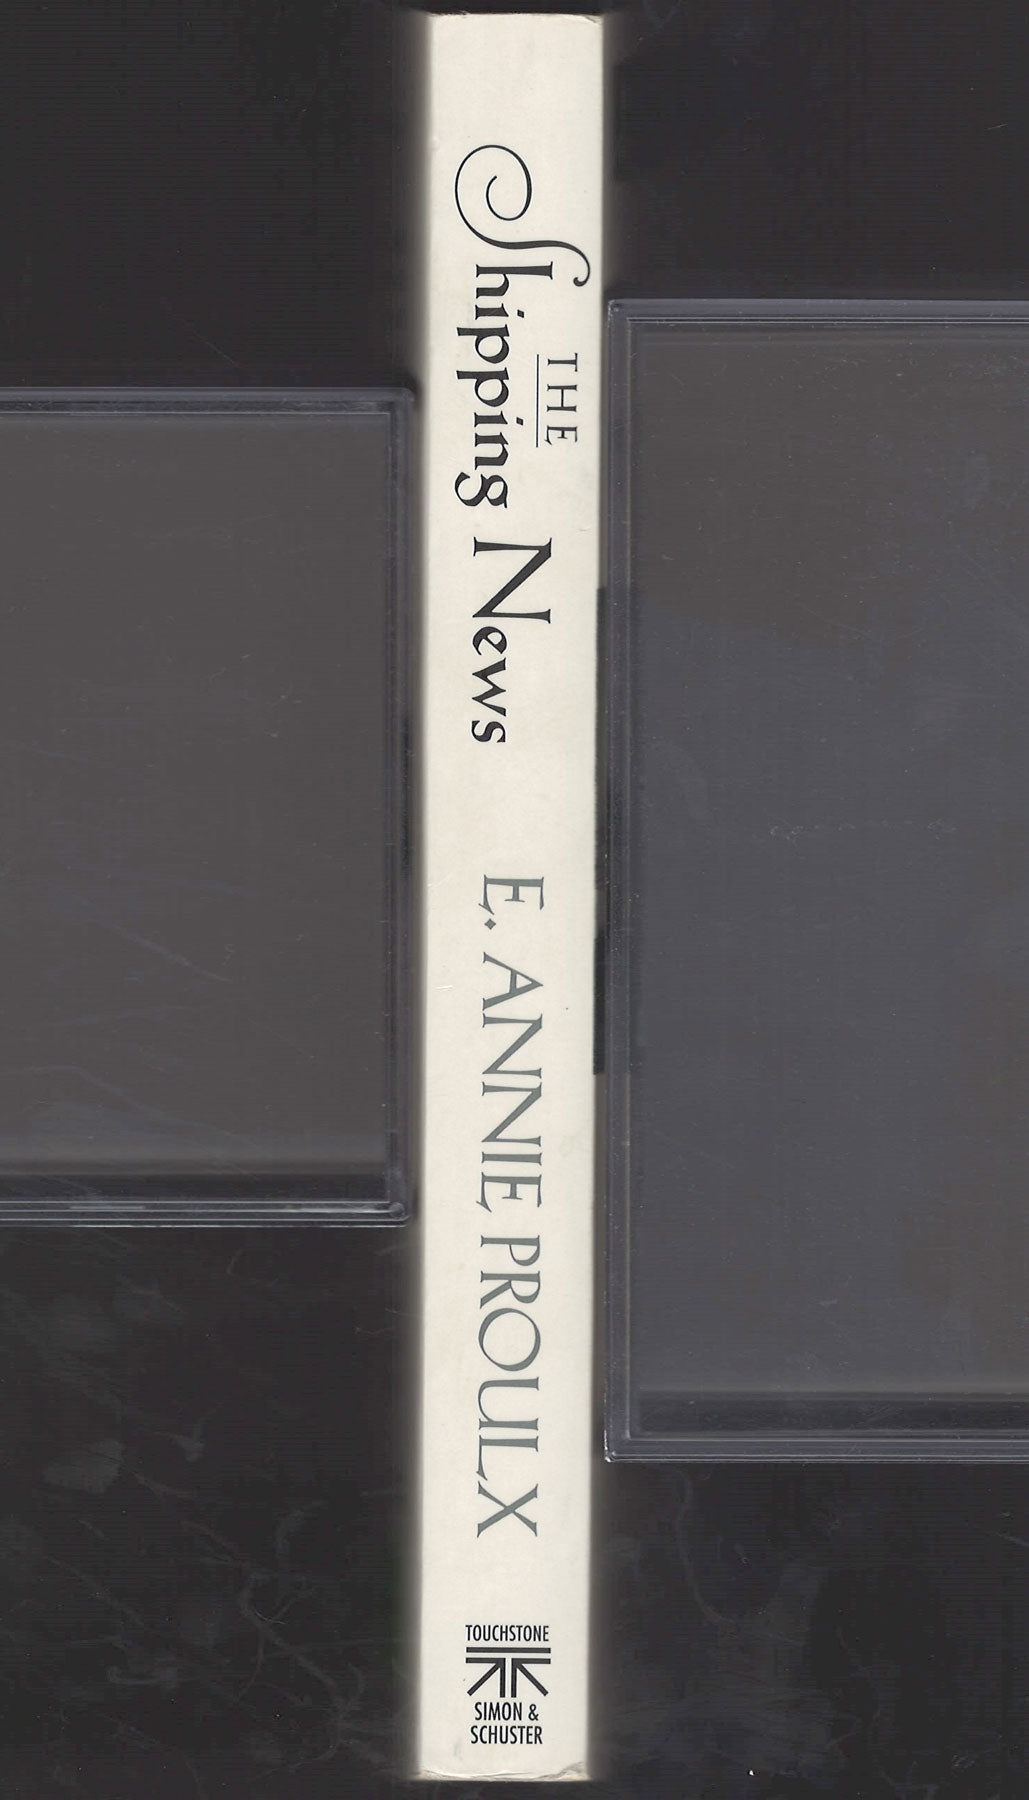 THE
Shipping News
E. ANNIE PROULX
TOUCHSTONE
SIMON &
SCHUSTER